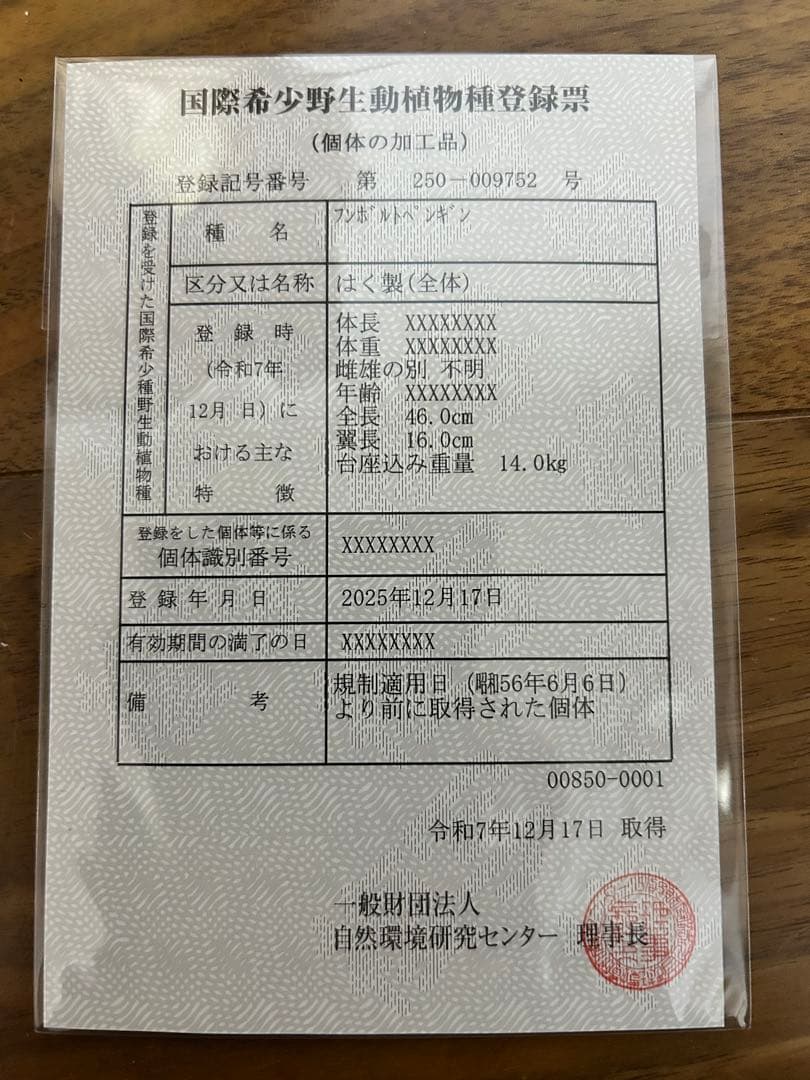 国際希少野生動植物種登録票
(個体の加工品)
登録記号番号 第 250-009752 号
登録を受けた国際希少種野生動植物種
種 名
ﾌﾝﾎﾞﾙﾄﾍﾟﾝｷﾞﾝ
区分又は名称
はく製(全体)
登 録 時
(令和7年
12月 日)に
おける主な
特 徴
体長 XXXXXXXX
体重 XXXXXXXX
雌雄の別 不明
年齢 XXXXXXXX
全長 46.0cm
翼長 16.0cm
台座込み重量 14.0kg
登録をした個体等に係る
個体識別番号
XXXXXXXX
登録年月日
2025年12月17日
有効期間の満了の日
XXXXXXXX
備 考
規制適用日(昭和56年6月6日)
より前に取得された個体
00850-0001
令和7年12月17日 取得
一般財団法人
自然環境研究センター 理事長